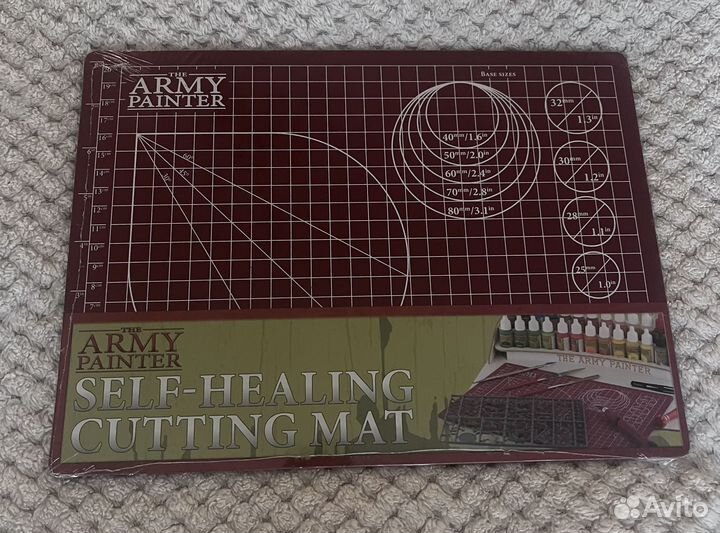 THE
ARMY
PAINTER
BASE SIZES
32mm
1.3in
40mm/1.6in
50mm/2.0in
60mm/2.4in
70mm/2.8in
80mm/3.1in
30mm
1.2in
28mm
1.1in
25mm
1.0in
60°
45°
THE
ARMY
PAINTER
SELF-HEALING
CUTTING MAT
THE ARMY PAINTER
Avito